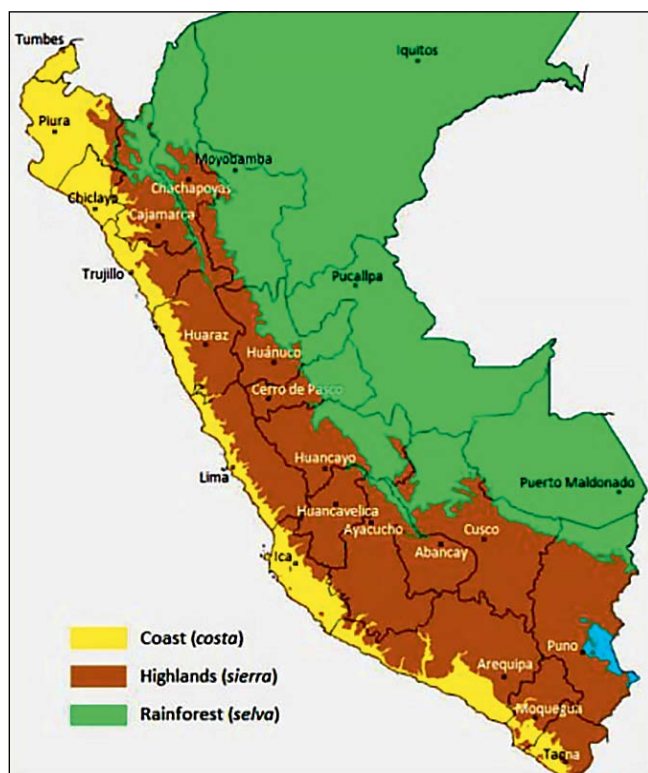 Tumbes
Iquitos
Piura
Moyobamba
Chachapoyas
Chiclayo
Cajamarca
Trujillo
Pucallpa
Huaraz
Huánuco
Cerro de Pasco
Huancayo
Lima
Puerto Maldonado
Huancavelica
Ayacucho
Cusco
Abancay
Ica
Coast (costa)
Puno
Highlands (sierra)
Arequipa
Rainforest (selva)
Moquegua
Tacna